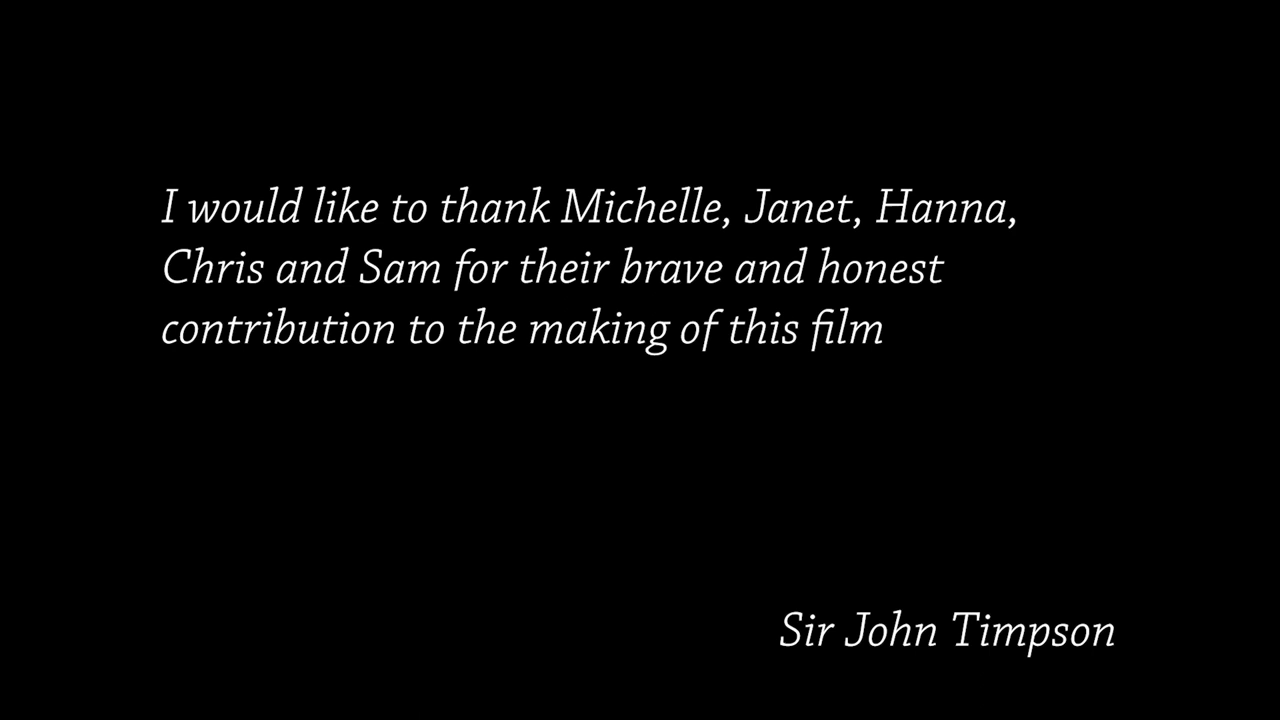 I would like to thank Michelle, Janet, Hanna,
Chris and Sam for their brave and honest
contribution to the making of this film
Sir John Timpson